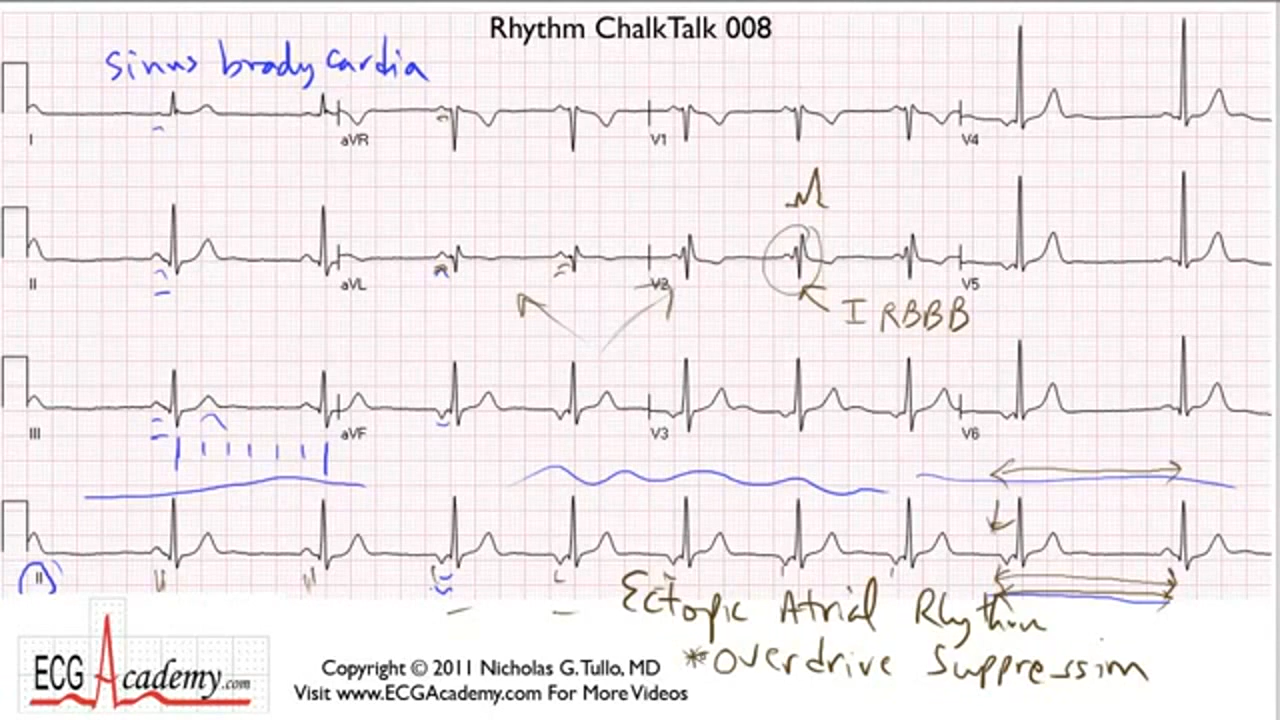 Rhythm ChalkTalk 008
sinus bradycardia
I
aVR
V1
V4
II
aVL
V2
V5
I RBBB
III
aVF
V3
V6
II
Ectopic Atrial Rhythm
*Overdrive Suppression
ECG Academy.com
Copyright © 2011 Nicholas G. Tullo, MD
Visit www.ECGAcademy.com For More Videos